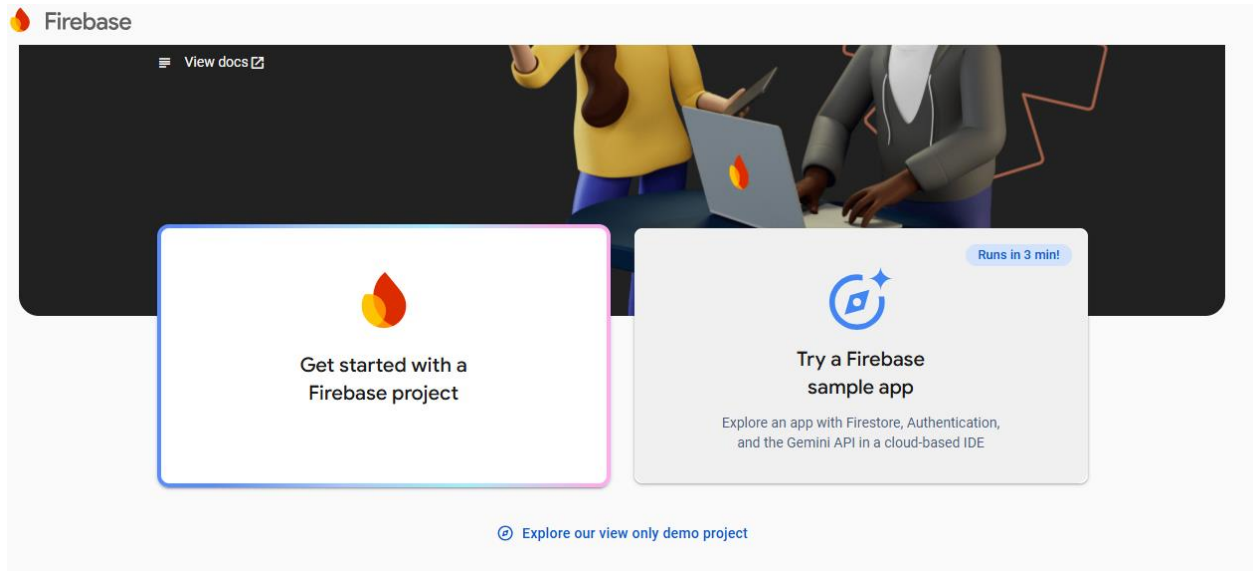 Firebase
View docs
Runs in 3 min!
Get started with a
Firebase project
Try a Firebase
sample app
Explore an app with Firestore, Authentication,
and the Gemini API in a cloud-based IDE
Explore our view only demo project